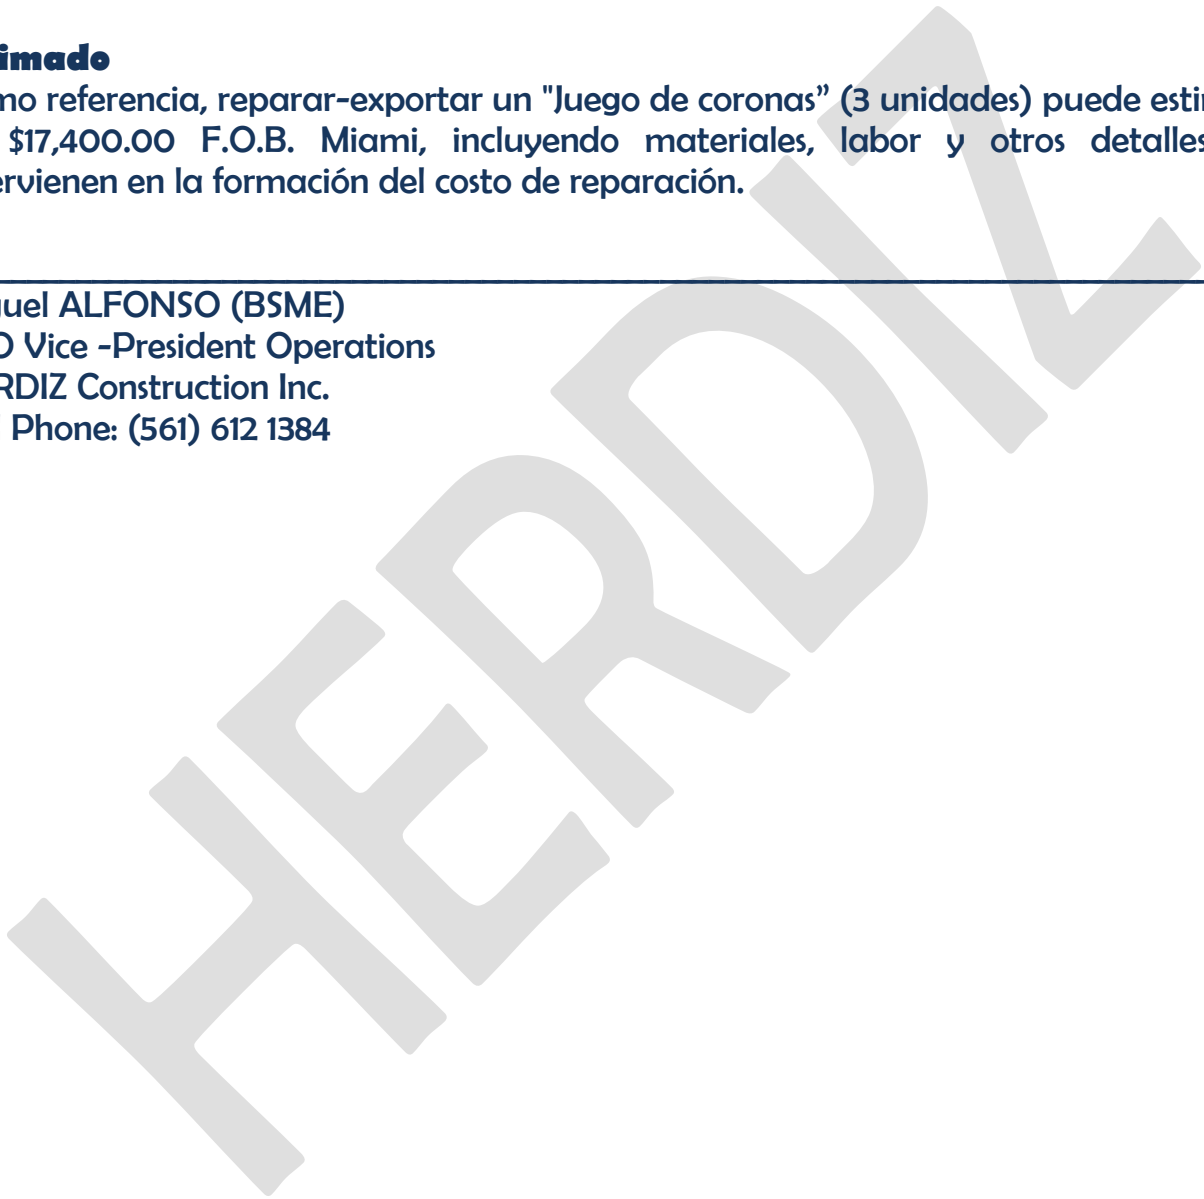 imado
mo referencia, reparar-exportar un "Juego de coronas” (3 unidades) puede estir
$17,400.00 F.O.B. Miami, incluyendo materiales, labor y otros detalles
ervienen en la formación del costo de reparación.
uel ALFONSO (BSME)
O Vice -President Operations
RDIZ Construction Inc.
Phone: (561) 612 1384
HERDIZ